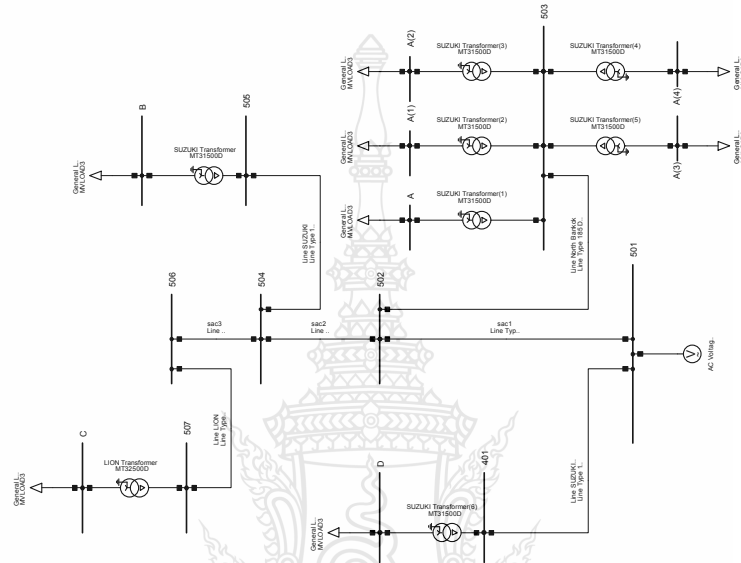 General L..
MVLOAD3
A(2)
SUZUKI Transformer(3)
MT31500D
503
SUZUKI Transformer(4)
MT31500D
A(4)
General L..
General L..
MVLOAD3
B
SUZUKI Transformer
MT31500D
505
General L..
MVLOAD3
A(1)
SUZUKI Transformer(2)
MT31500D
SUZUKI Transformer(5)
MT31500D
A(3)
General L..
General L..
MVLOAD3
A
SUZUKI Transformer(1)
MT31500D
Line SUZUKI
Line Type 1..
Line North Bankok
Line Type 185 D..
506
504
502
501
sac3
Line ..
sac2
Line ..
sac1
Line Typ..
AC Voltag..
General L..
MVLOAD3
C
LION Transformer
MT32500D
507
Line LION
Line Type..
General L..
MVLOAD3
D
SUZUKI Transformer(6)
MT31500D
401
Line SUZUKI..
Line Type 1..